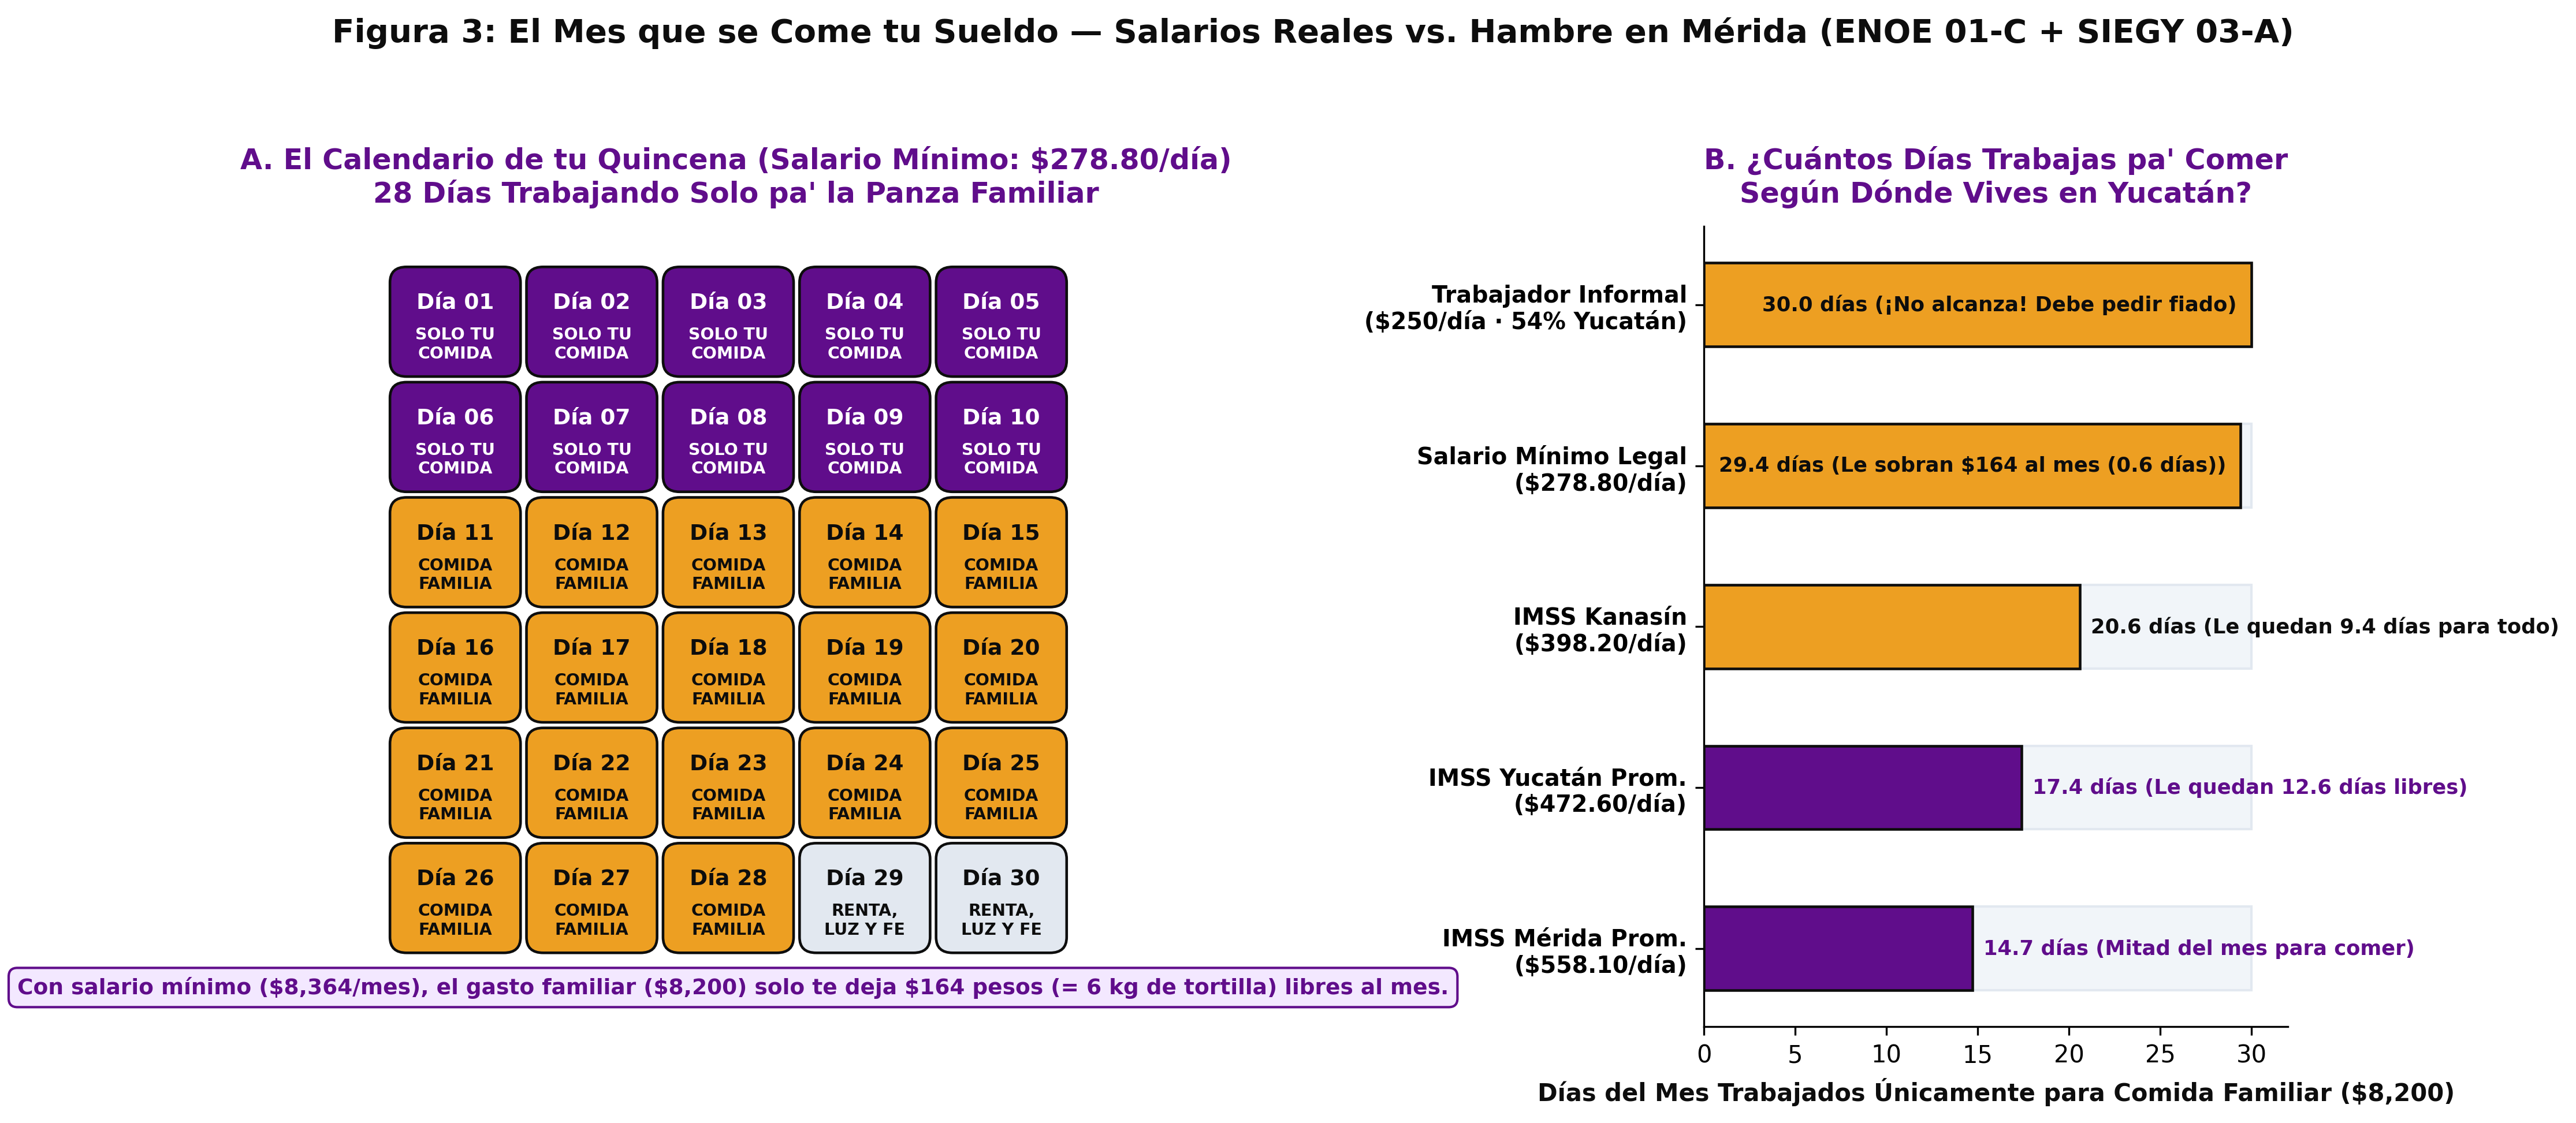 Figura 3: El Mes que se Come tu Sueldo — Salarios Reales vs. Hambre en Mérida (ENOE 01-C + SIEGY 03-A)
A. El Calendario de tu Quincena (Salario Mínimo: $278.80/día)
28 Días Trabajando Solo pa' la Panza Familiar
Día 01
SOLO TU
COMIDA
Día 02
SOLO TU
COMIDA
Día 03
SOLO TU
COMIDA
Día 04
SOLO TU
COMIDA
Día 05
SOLO TU
COMIDA
Día 06
SOLO TU
COMIDA
Día 07
SOLO TU
COMIDA
Día 08
SOLO TU
COMIDA
Día 09
SOLO TU
COMIDA
Día 10
SOLO TU
COMIDA
Día 11
COMIDA
FAMILIA
Día 12
COMIDA
FAMILIA
Día 13
COMIDA
FAMILIA
Día 14
COMIDA
FAMILIA
Día 15
COMIDA
FAMILIA
Día 16
COMIDA
FAMILIA
Día 17
COMIDA
FAMILIA
Día 18
COMIDA
FAMILIA
Día 19
COMIDA
FAMILIA
Día 20
COMIDA
FAMILIA
Día 21
COMIDA
FAMILIA
Día 22
COMIDA
FAMILIA
Día 23
COMIDA
FAMILIA
Día 24
COMIDA
FAMILIA
Día 25
COMIDA
FAMILIA
Día 26
COMIDA
FAMILIA
Día 27
COMIDA
FAMILIA
Día 28
COMIDA
FAMILIA
Día 29
RENTA,
LUZ Y FE
Día 30
RENTA,
LUZ Y FE
Con salario mínimo ($8,364/mes), el gasto familiar ($8,200) solo te deja $164 pesos (= 6 kg de tortilla) libres al mes.
B. ¿Cuántos Días Trabajas pa' Comer
Según Dónde Vives en Yucatán?
Trabajador Informal
($250/día · 54% Yucatán)
30.0 días (¡No alcanza! Debe pedir fiado)
Salario Mínimo Legal
($278.80/día)
29.4 días (Le sobran $164 al mes (0.6 días))
IMSS Kanasín
($398.20/día)
20.6 días (Le quedan 9.4 días para todo)
IMSS Yucatán Prom.
($472.60/día)
17.4 días (Le quedan 12.6 días libres)
IMSS Mérida Prom.
($558.10/día)
14.7 días (Mitad del mes para comer)
0 5 10 15 20 25 30
Días del Mes Trabajados Únicamente para Comida Familiar ($8,200)